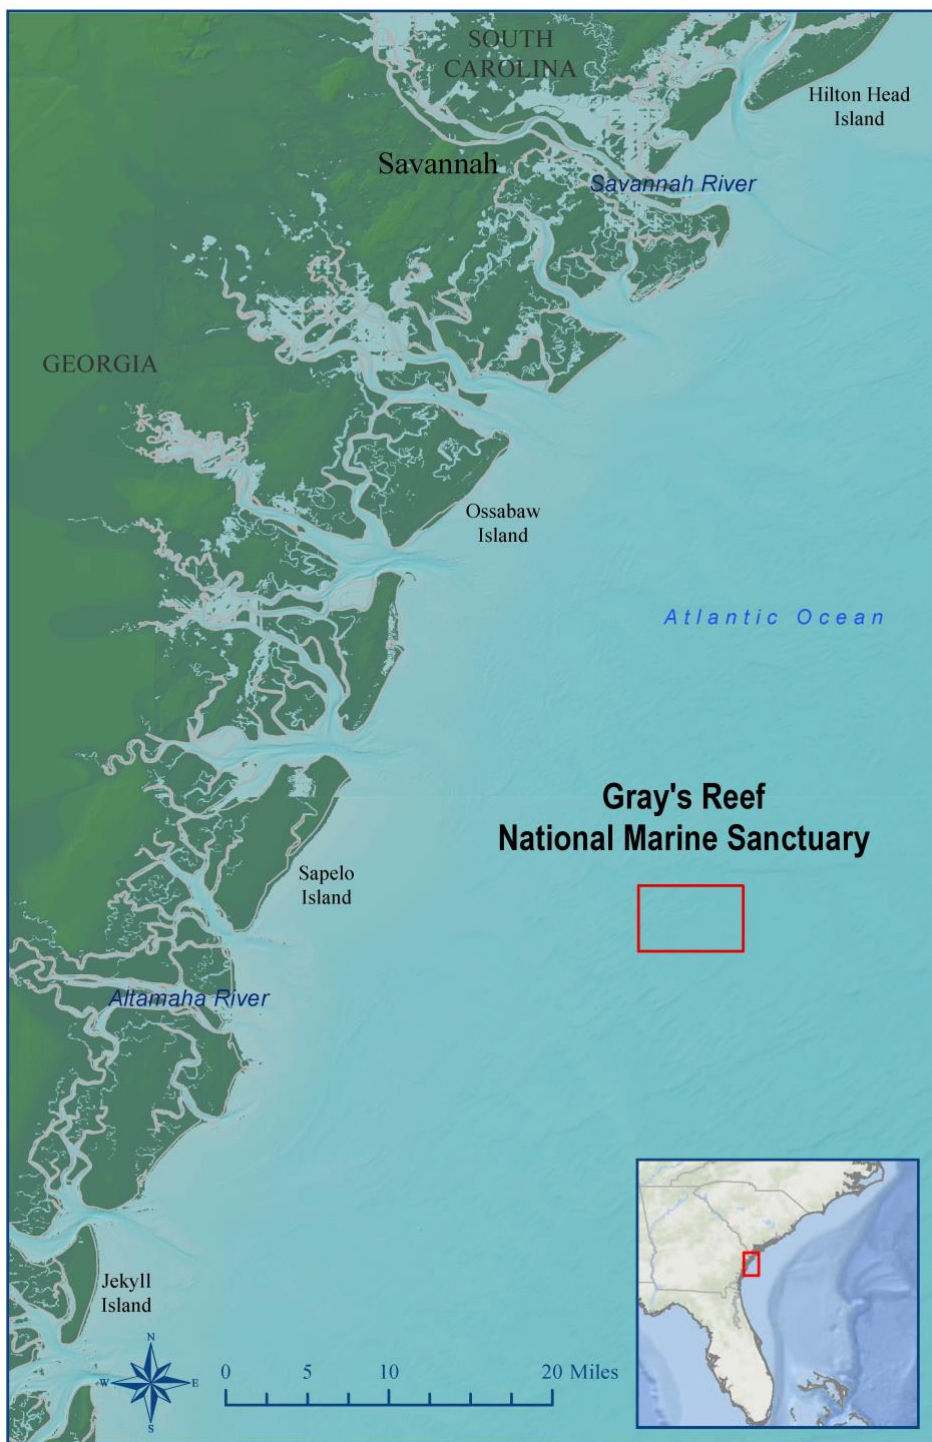 SOUTH
CAROLINA
Hilton Head
Island
Savannah
Savannah River
GEORGIA
Ossabaw
Island
Atlantic Ocean
Gray's Reef
National Marine Sanctuary
Sapelo
Island
Altamaha River
Jekyll
Island
N
W
E
S
0 5 10 20 Miles